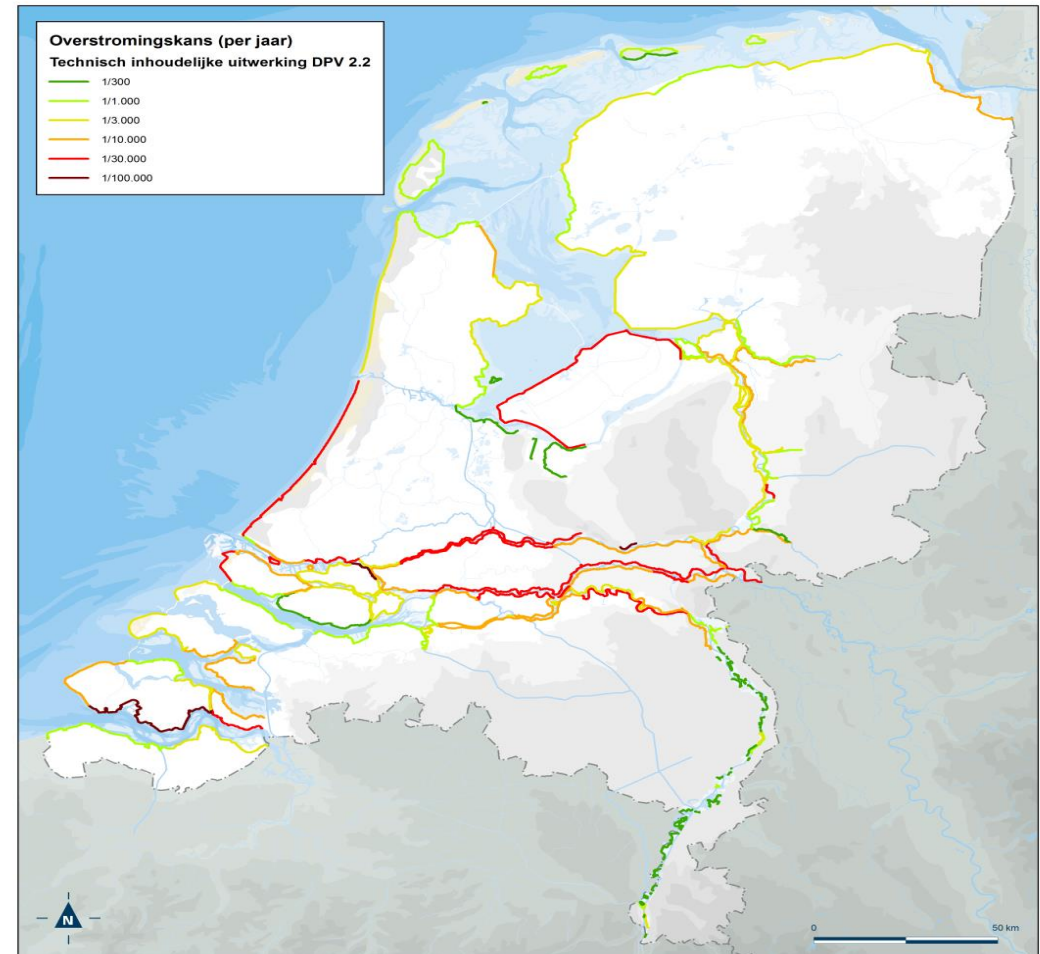 Overstromingskans (per jaar)
Technisch inhoudelijke uitwerking DPV 2.2
1/300
1/1.000
1/3.000
1/10.000
1/30.000
1/100.000
N
0 50 km